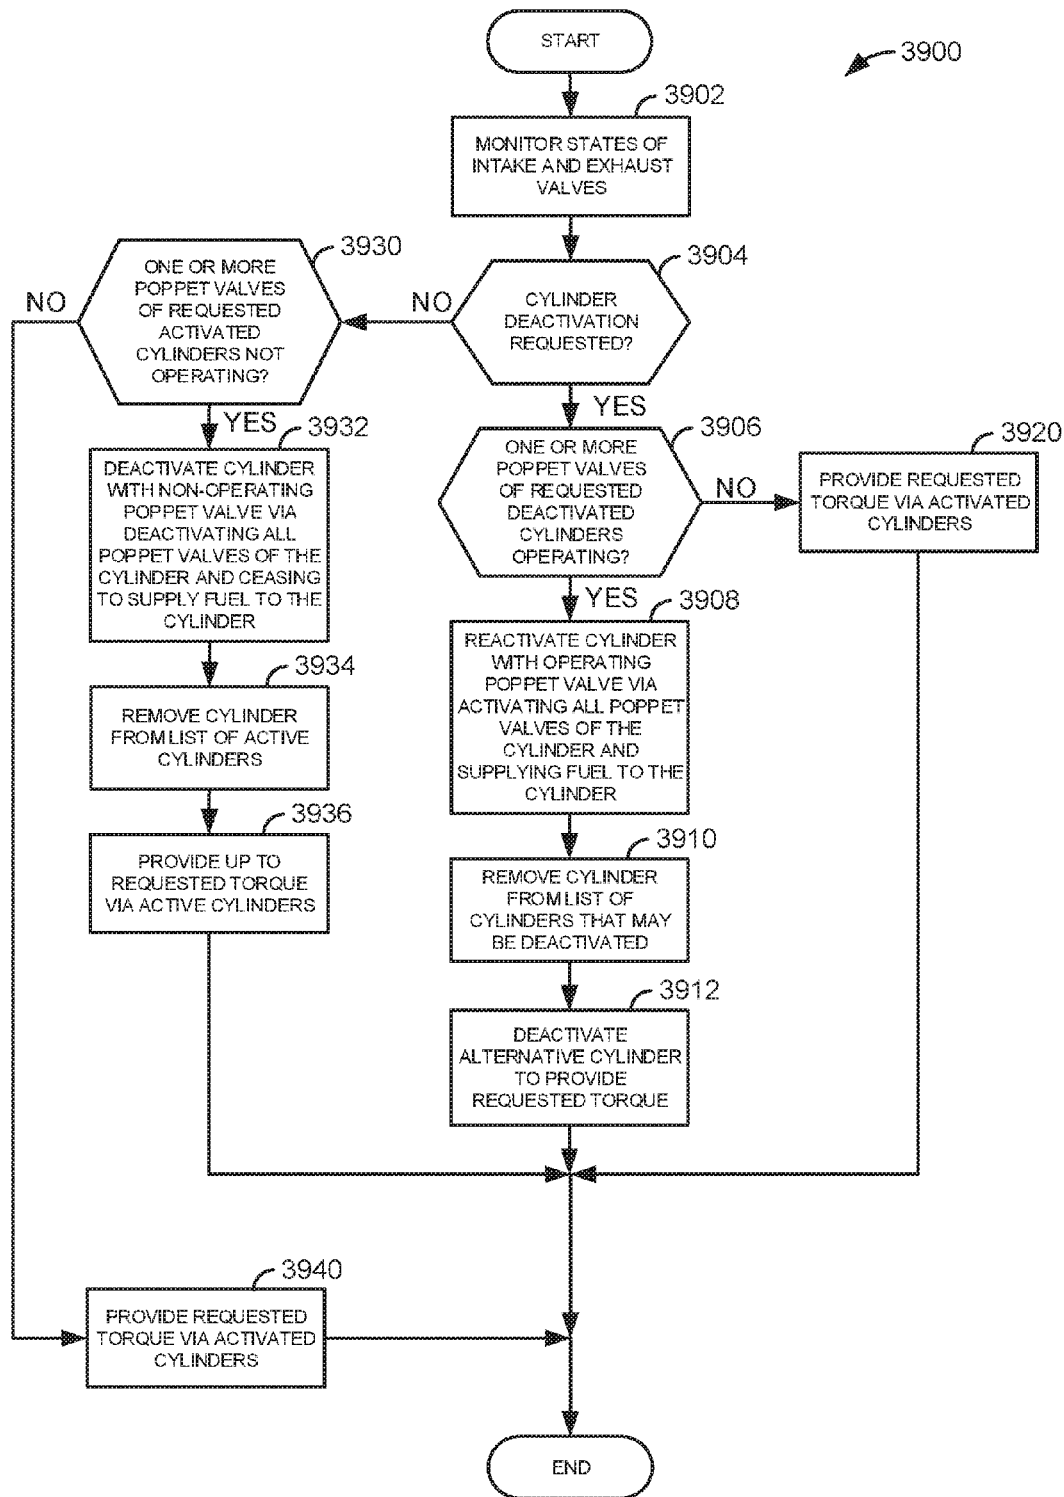 START
3900
3902
MONITOR STATES OF
INTAKE AND EXHAUST
VALVES
3930
ONE OR MORE
POPPET VALVES
OF REQUESTED
ACTIVATED
CYLINDERS NOT
OPERATING?
NO
NO
3904
CYLINDER
DEACTIVATION
REQUESTED?
YES
YES
3906
ONE OR MORE
POPPET VALVES
OF REQUESTED
DEACTIVATED
CYLINDERS
OPERATING?
NO
3920
PROVIDE REQUESTED
TORQUE VIA ACTIVATED
CYLINDERS
3932
DEACTIVATE CYLINDER
WITH NON-OPERATING
POPPET VALVE VIA
DEACTIVATING ALL
POPPET VALVES OF THE
CYLINDER AND CEASING
TO SUPPLY FUEL TO THE
CYLINDER
YES
3908
REACTIVATE CYLINDER
WITH OPERATING
POPPET VALVE VIA
ACTIVATING ALL POPPET
VALVES OF THE
CYLINDER AND
SUPPLYING FUEL TO THE
CYLINDER
3934
REMOVE CYLINDER
FROM LIST OF ACTIVE
CYLINDERS
3936
PROVIDE UP TO
REQUESTED TORQUE
VIA ACTIVE CYLINDERS
3910
REMOVE CYLINDER
FROM LIST OF
CYLINDERS THAT MAY
BE DEACTIVATED
3912
DEACTIVATE
ALTERNATIVE CYLINDER
TO PROVIDE
REQUESTED TORQUE
3940
PROVIDE REQUESTED
TORQUE VIA ACTIVATED
CYLINDERS
END